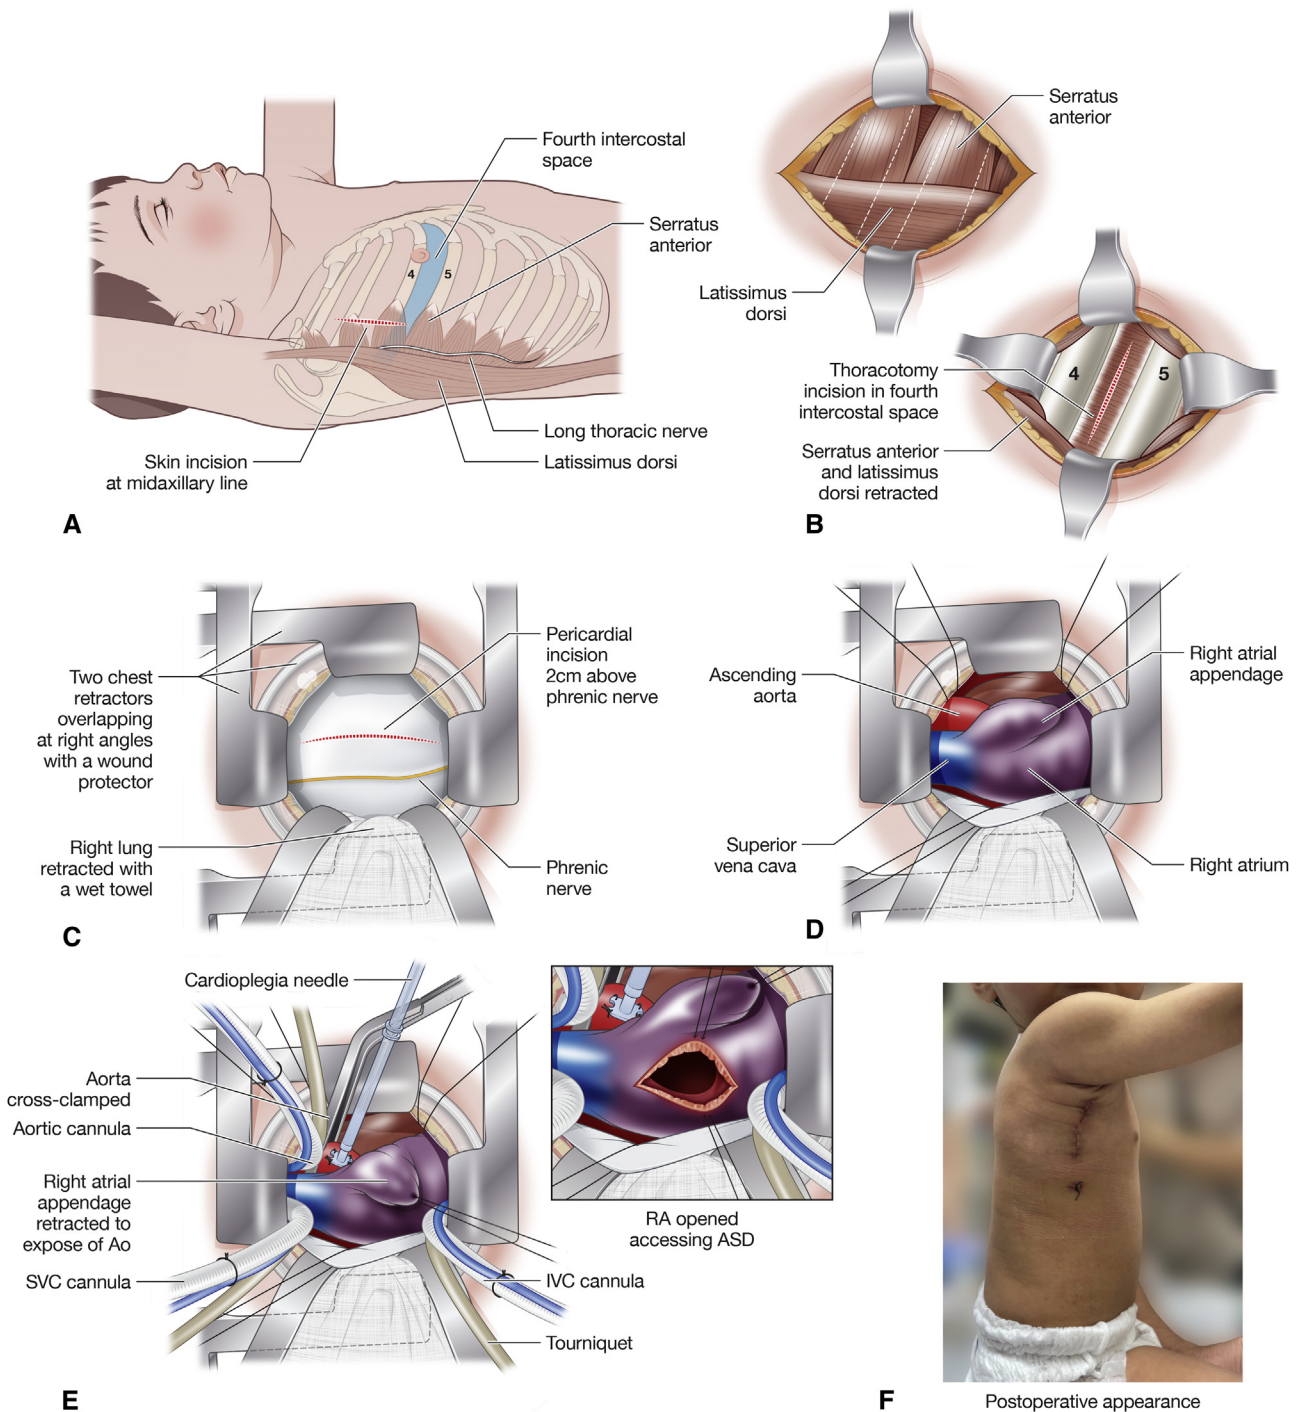 Fourth intercostal
space
Serratus
anterior
4
5
Long thoracic nerve
Latissimus dorsi
Skin incision
at midaxillary line
A
Serratus
anterior
Latissimus
dorsi
Thoracotomy
incision in fourth
intercostal space
4
5
Serratus anterior
and latissimus
dorsi retracted
B
Two chest
retractors
overlapping
at right angles
with a wound
protector
Pericardial
incision
2cm above
phrenic nerve
Right lung
retracted with
a wet towel
Phrenic
nerve
C
Ascending
aorta
Right atrial
appendage
Superior
vena cava
Right atrium
D
Cardioplegia needle
Aorta
cross-clamped
Aortic cannula
Right atrial
appendage
retracted to
expose of Ao
SVC cannula
IVC cannula
Tourniquet
RA opened
accessing ASD
E
F
Postoperative appearance